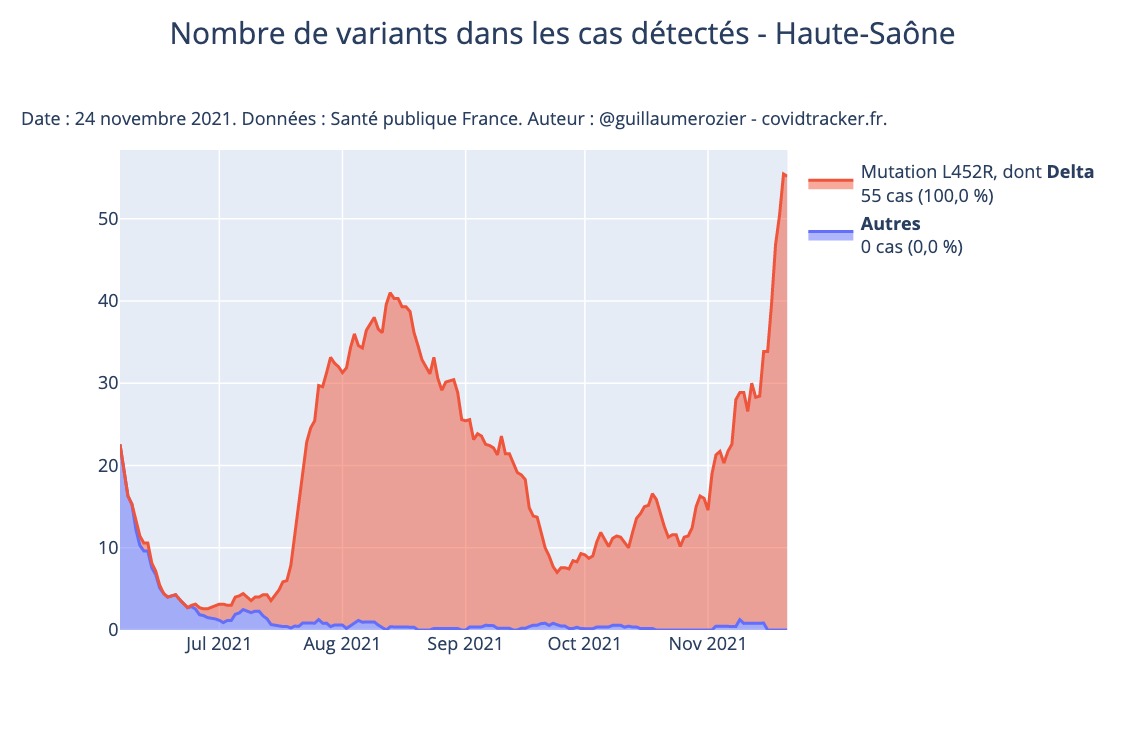 Nombre de variants dans les cas détectés - Haute-Saône
Date : 24 novembre 2021. Données : Santé publique France. Auteur : @guillaumerozier - covidtracker.fr.
Mutation L452R, dont Delta
55 cas (100,0 %)
Autres
0 cas (0,0 %)
50
40
30
20
10
0
Jul 2021
Aug 2021
Sep 2021
Oct 2021
Nov 2021